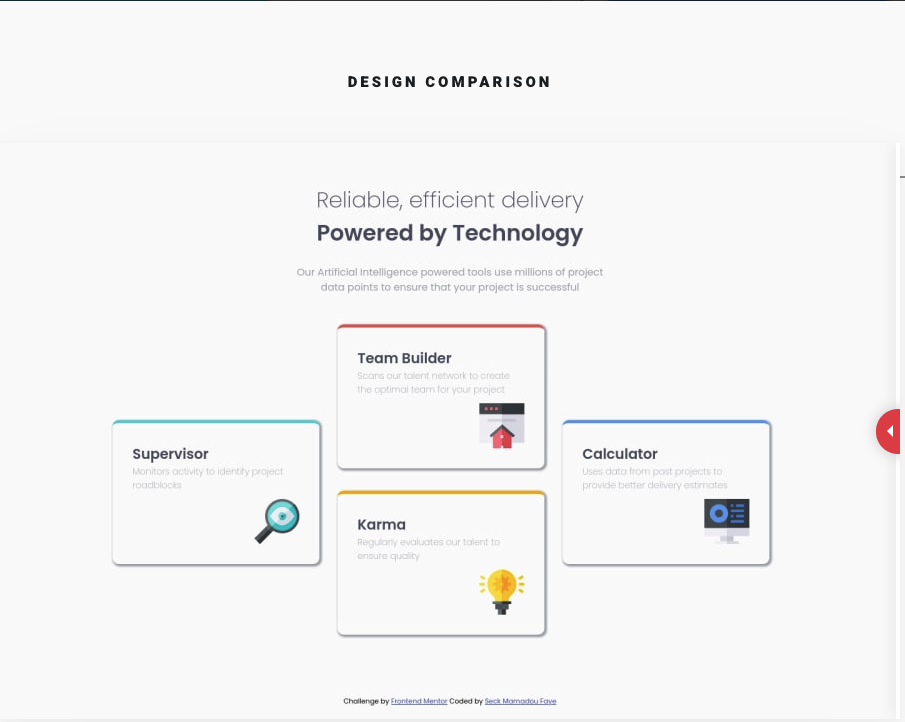 DESIGN COMPARISON
Reliable, efficient delivery
Powered by Technology
Our Artificial Intelligence powered tools use millions of project
data points to ensure that your project is successful
Team Builder
Scans our talent network to create
the optimal team for your project
Supervisor
Monitors activity to identify project
roadblocks
Calculator
Uses data from past projects to
provide better delivery estimates
Karma
Regularly evaluates our talent to
ensure quality
Challenge by Frontend Mentor Coded by Seck Mamadou Faye